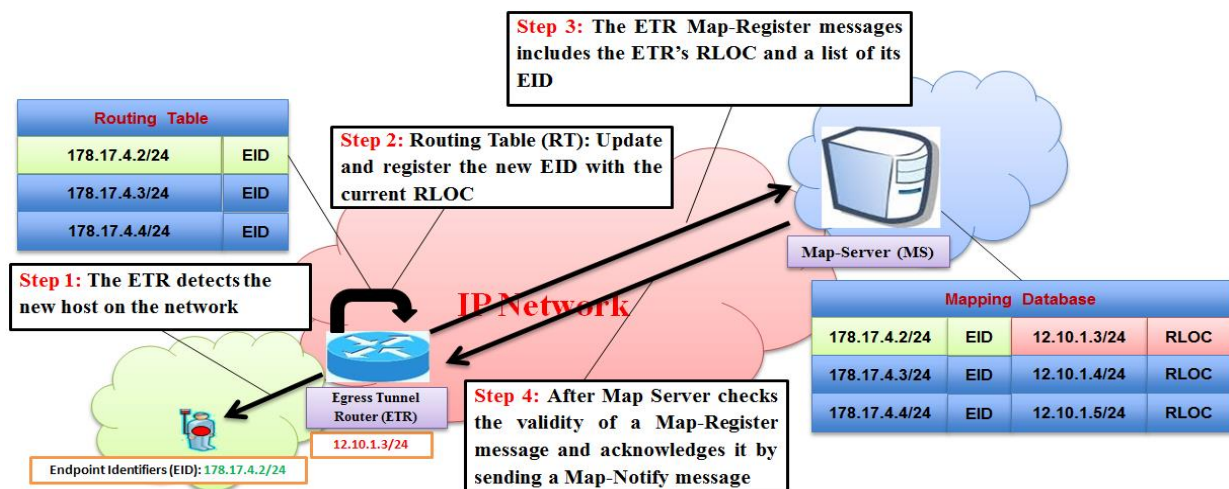 Step 3: The ETR Map-Register messages
includes the ETR's RLOC and a list of its
EID
Routing Table
178.17.4.2/24 EID
178.17.4.3/24 EID
178.17.4.4/24 EID
Step 2: Routing Table (RT): Update
and register the new EID with the
current RLOC
Map-Server (MS)
Step 1: The ETR detects the
new host on the network
IP Network
Mapping Database
178.17.4.2/24 EID 12.10.1.3/24 RLOC
178.17.4.3/24 EID 12.10.1.4/24 RLOC
178.17.4.4/24 EID 12.10.1.5/24 RLOC
Egress Tunnel
Router (ETR)
12.10.1.3/24
Step 4: After Map Server checks
the validity of a Map-Register
message and acknowledges it by
sending a Map-Notify message
Endpoint Identifiers (EID): 178.17.4.2/24